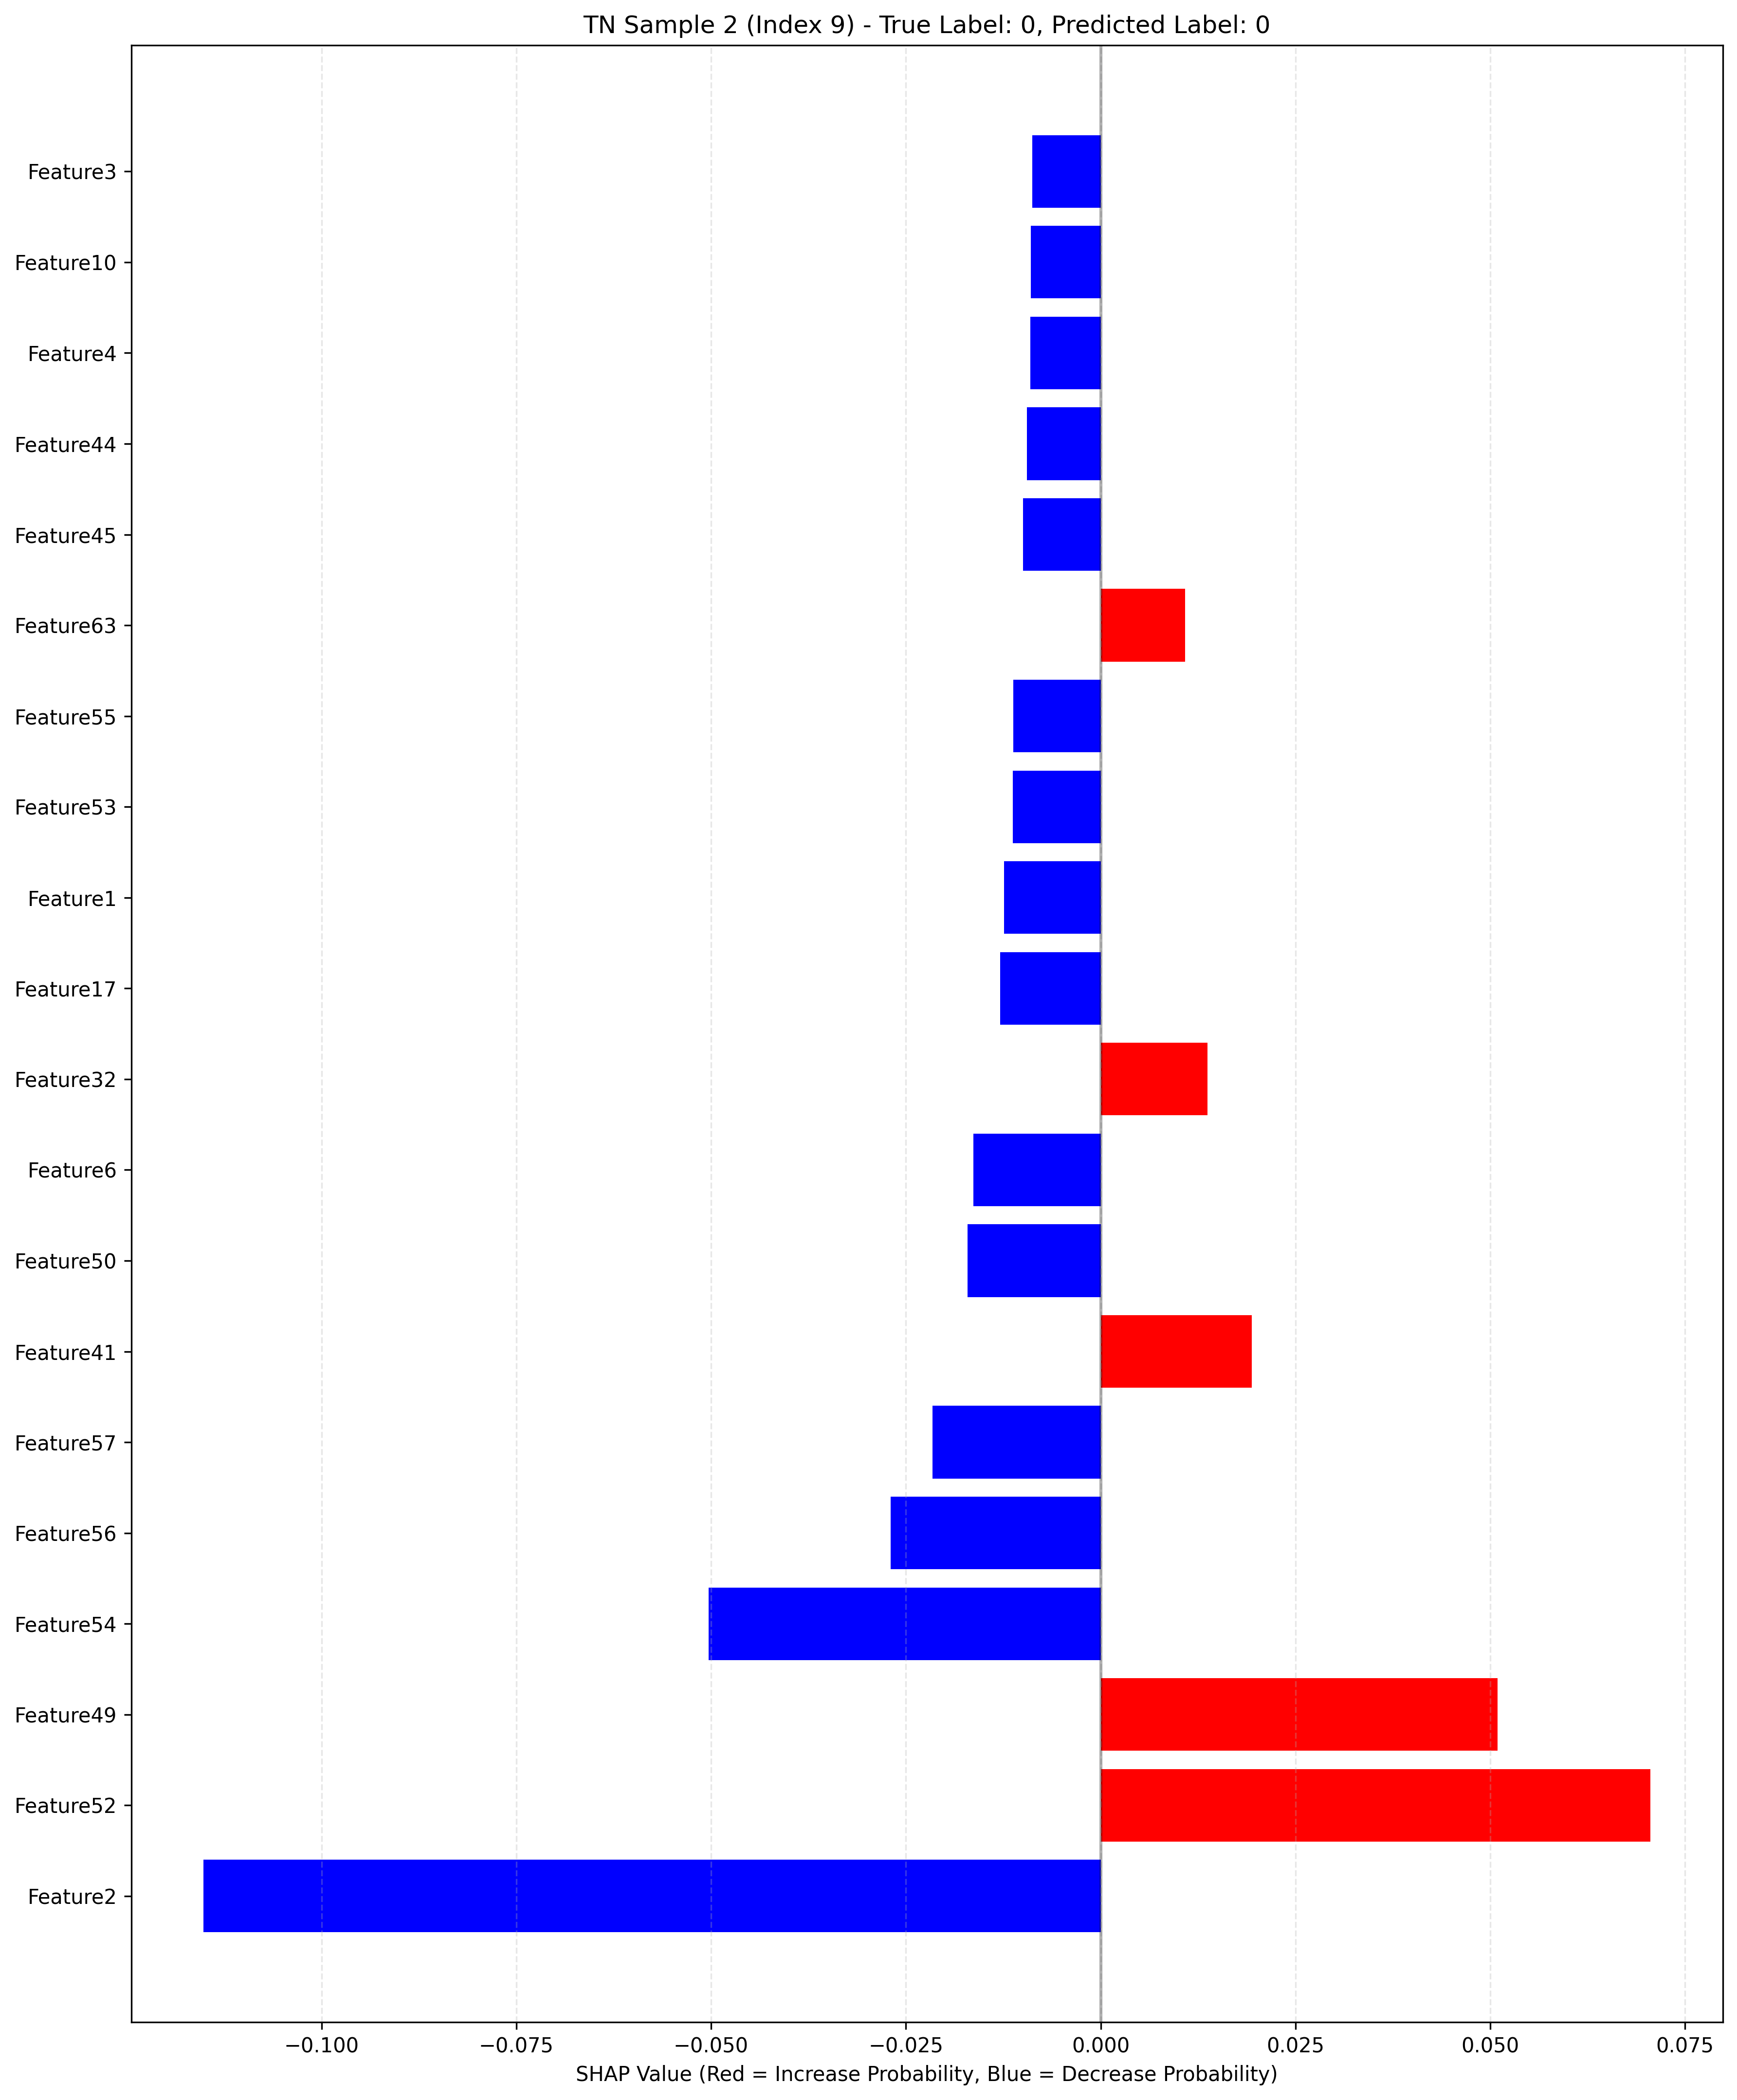 TN Sample 2 (Index 9) - True Label: 0, Predicted Label: 0
Feature3
Feature10
Feature4
Feature44
Feature45
Feature63
Feature55
Feature53
Feature1
Feature17
Feature32
Feature6
Feature50
Feature41
Feature57
Feature56
Feature54
Feature49
Feature52
Feature2
−0.100 −0.075 −0.050 −0.025 0.000 0.025 0.050 0.075
SHAP Value (Red = Increase Probability, Blue = Decrease Probability)